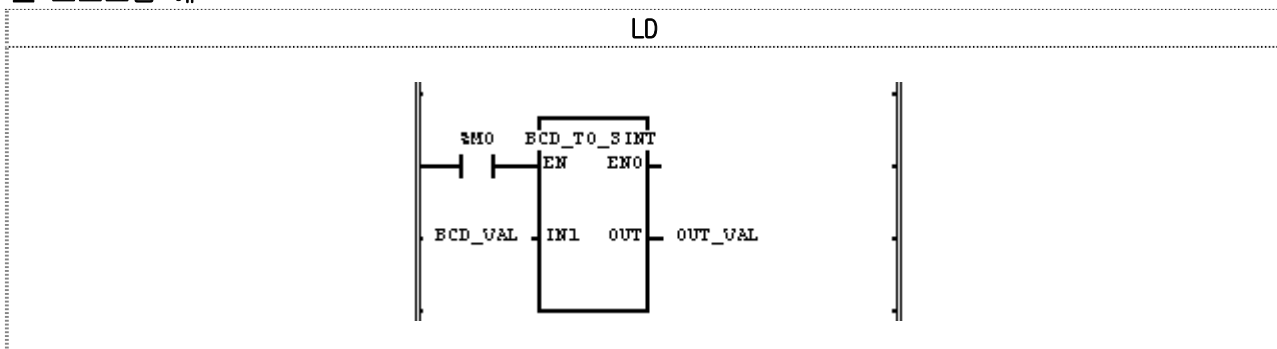 LD
%M0 BCD_TO_SINT
EN ENO
BCD_VAL IN1 OUT OUT_VAL